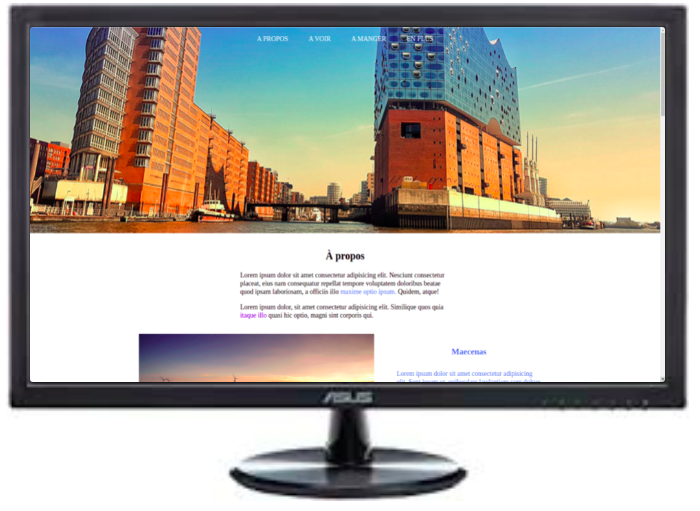 A PROPOS A VOIR A MANGER EN PLUS
À propos
Lorem ipsum dolor sit amet consectetur adipisicing elit. Nesciunt consectetur
placeat, eius nam consequatur repellat tempore voluptatem doloribus beatae
quod ipsam laboriosam, a officiis illo maxime optio ipsum. Quidem, atque!
Lorem ipsum dolor, sit amet consectetur adipisicing elit. Similique quos quia
itaque illo quasi hic optio, magni sint corporis qui.
Maecenas
Lorem ipsum dolor sit amet consectetur adipisicing
ASUS